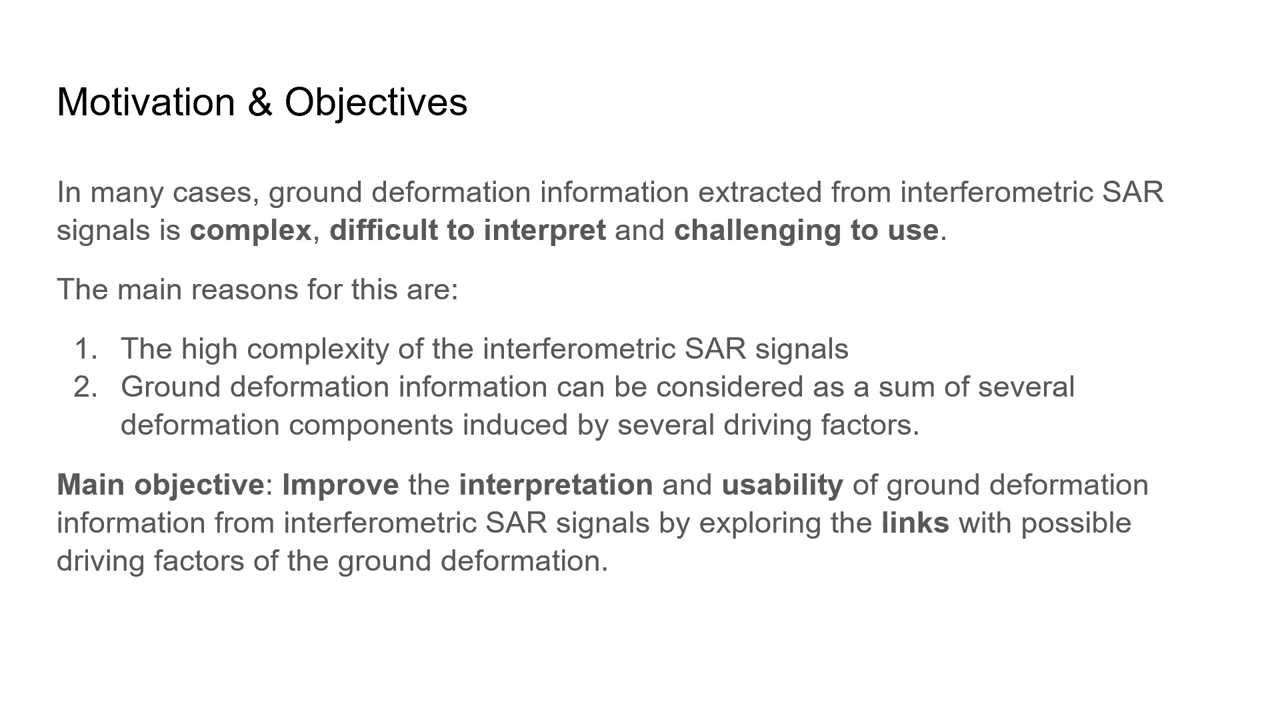 Motivation & Objectives
In many cases, ground deformation information extracted from interferometric SAR
signals is complex, difficult to interpret and challenging to use.
The main reasons for this are:
1. The high complexity of the interferometric SAR signals
2. Ground deformation information can be considered as a sum of several
deformation components induced by several driving factors.
Main objective: Improve the interpretation and usability of ground deformation
information from interferometric SAR signals by exploring the links with possible
driving factors of the ground deformation.